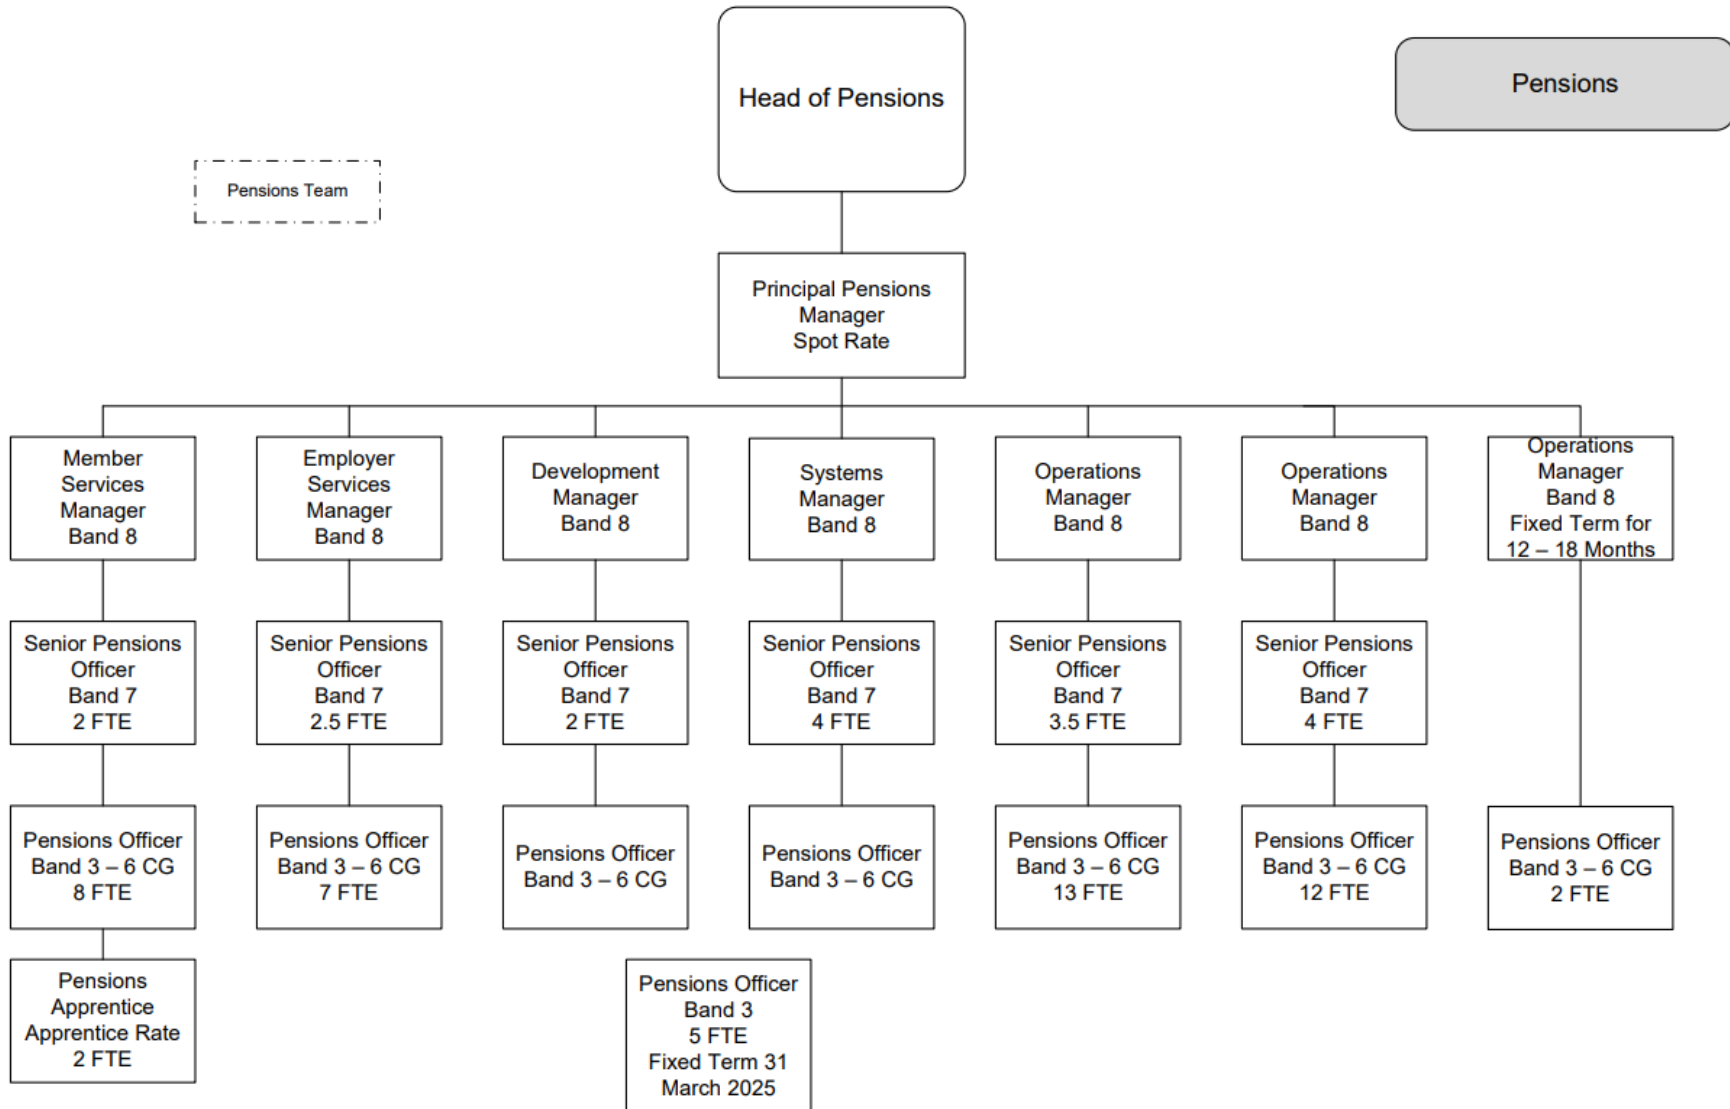 Head of Pensions
Pensions
Pensions Team
Principal Pensions
Manager
Spot Rate
Member
Services
Manager
Band 8
Employer
Services
Manager
Band 8
Development
Manager
Band 8
Systems
Manager
Band 8
Operations
Manager
Band 8
Operations
Manager
Band 8
Operations
Manager
Band 8
Fixed Term for
12 – 18 Months
Senior Pensions
Officer
Band 7
2 FTE
Senior Pensions
Officer
Band 7
2.5 FTE
Senior Pensions
Officer
Band 7
2 FTE
Senior Pensions
Officer
Band 7
4 FTE
Senior Pensions
Officer
Band 7
3.5 FTE
Senior Pensions
Officer
Band 7
4 FTE
Pensions Officer
Band 3 – 6 CG
8 FTE
Pensions Officer
Band 3 – 6 CG
7 FTE
Pensions Officer
Band 3 – 6 CG
Pensions Officer
Band 3 – 6 CG
Pensions Officer
Band 3 – 6 CG
13 FTE
Pensions Officer
Band 3 – 6 CG
12 FTE
Pensions Officer
Band 3 – 6 CG
2 FTE
Pensions
Apprentice
Apprentice Rate
2 FTE
Pensions Officer
Band 3
5 FTE
Fixed Term 31
March 2025